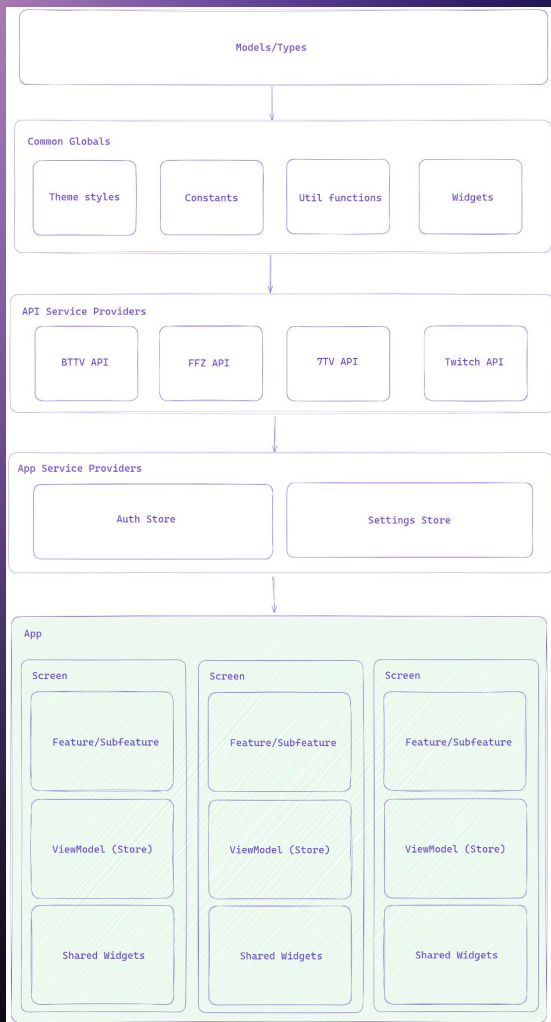 Models/Types
Common Globals
Theme styles
Constants
Util functions
Widgets
API Service Providers
BTTV API
FFZ API
7TV API
Twitch API
App Service Providers
Auth Store
Settings Store
App
Screen
Screen
Screen
Feature/Subfeature
Feature/Subfeature
Feature/Subfeature
ViewModel (Store)
ViewModel (Store)
ViewModel (Store)
Shared Widgets
Shared Widgets
Shared Widgets